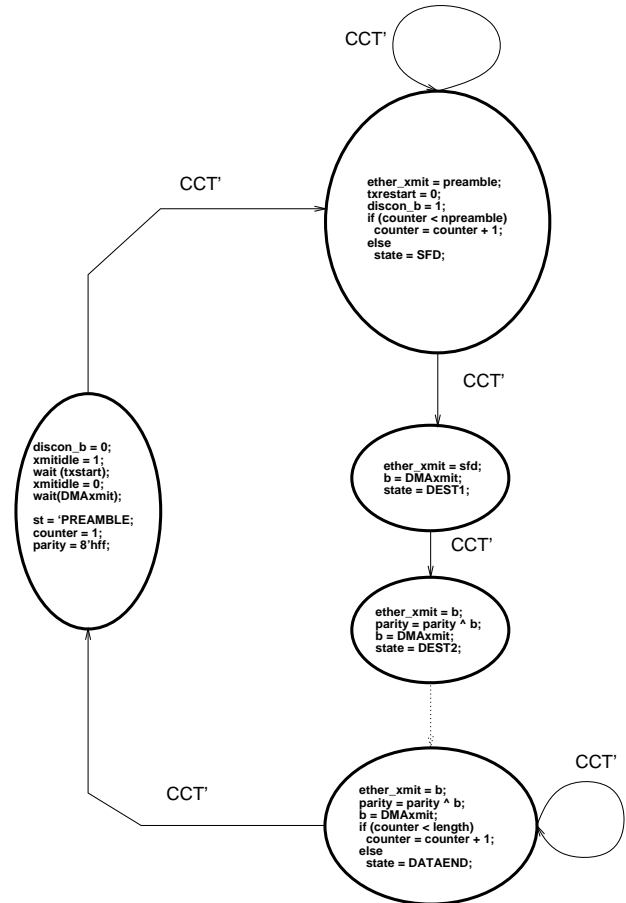 CCT’
CCT’
ether_xmit = preamble;
txrestart = 0;
discon_b = 1;
if (counter < npreamble)
counter = counter + 1;
else
state = SFD;
CCT’
discon_b = 0;
xmitidle = 1;
wait (txstart);
xmitidle = 0;
wait(DMAxmit);
st = ‘PREAMBLE;
counter = 1;
parity = 8’hff;
ether_xmit = sfd;
b = DMAxmit;
state = DEST1;
CCT’
ether_xmit = b;
parity = parity ^ b;
b = DMAxmit;
state = DEST2;
CCT’
CCT’
ether_xmit = b;
parity = parity ^ b;
b = DMAxmit;
if (counter < length)
counter = counter + 1;
else
state = DATAEND;